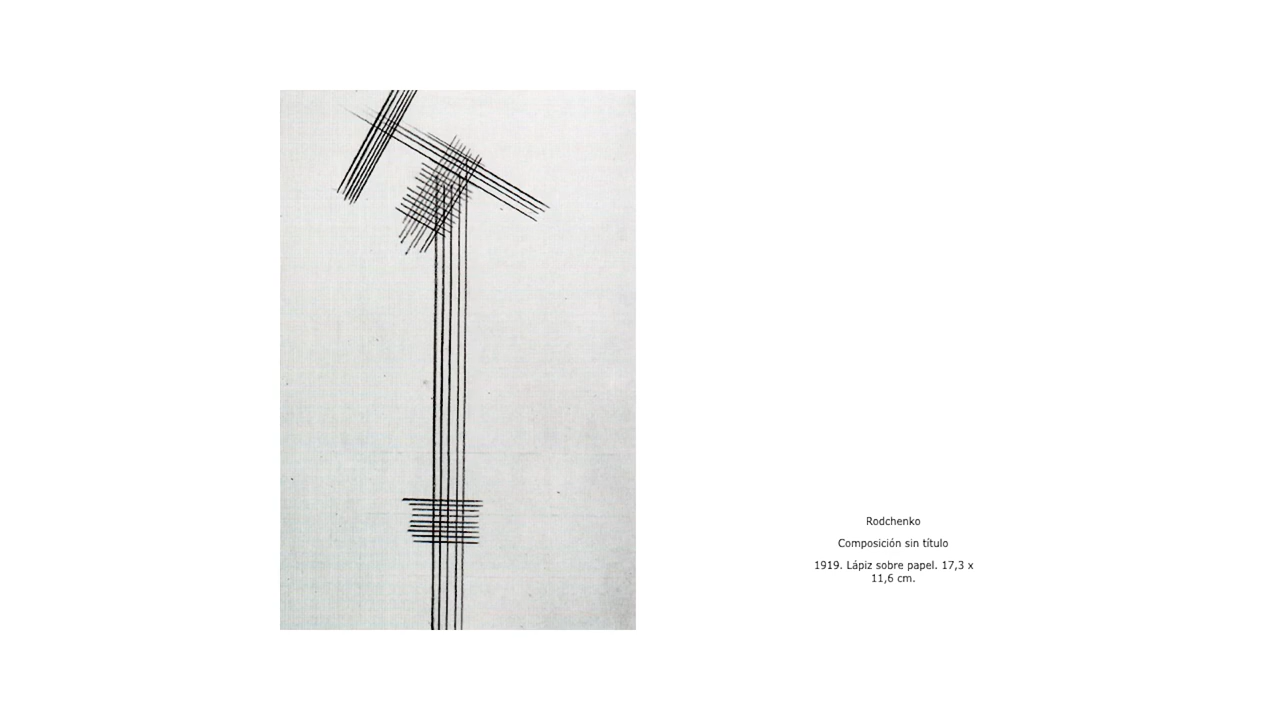 Rodchenko
Composición sin título
1919. Lápiz sobre papel. 17,3 x
11,6 cm.